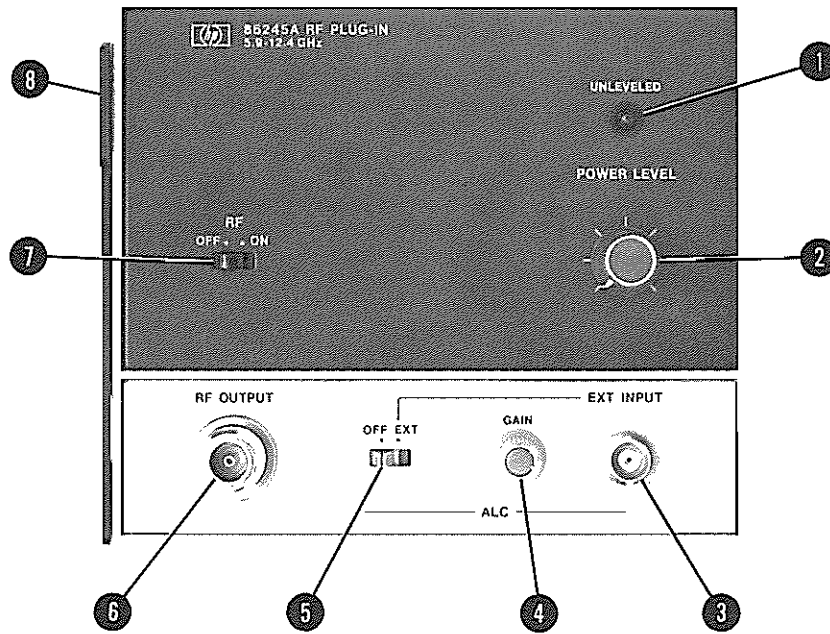 hp 86245A RF PLUG-IN
5.9-12.4 GHz
8
1
UNLEVELED
POWER LEVEL
RF
OFF ON
7
2
RF OUTPUT
EXT INPUT
OFF EXT
GAIN
ALC
6
5
4
3